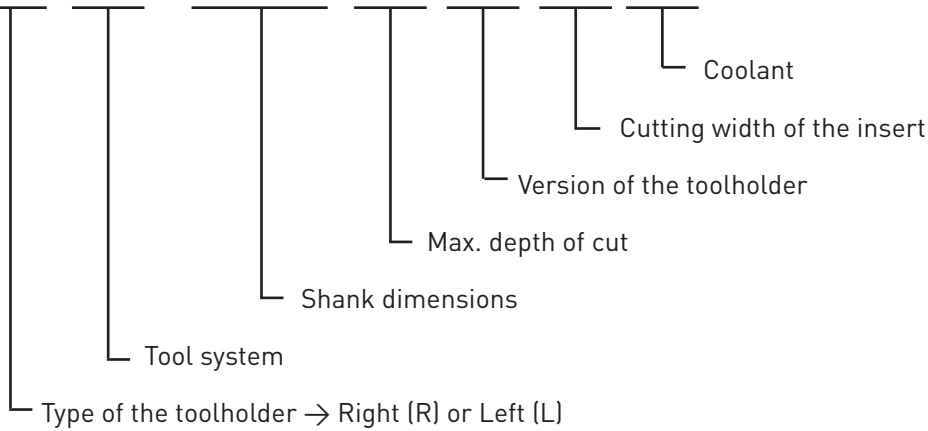 Coolant
Cutting width of the insert
Version of the toolholder
Max. depth of cut
Shank dimensions
Tool system
Type of the toolholder → Right (R) or Left (L)